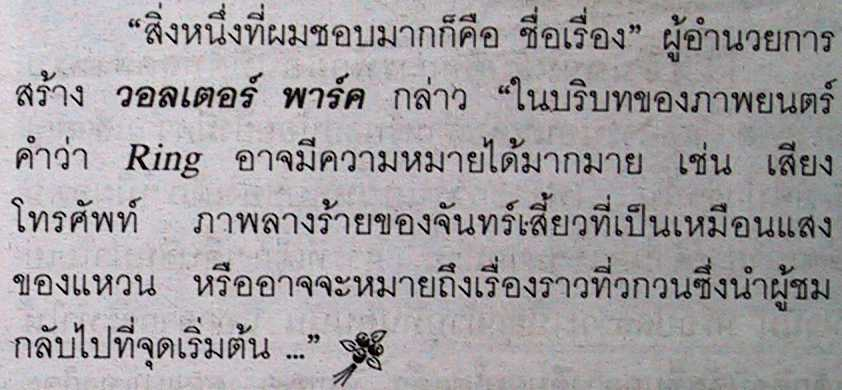 “สิ่งหนึ่งที่ผมชอบมากก็คือ ชื่อเรื่อง” ผู้อำนวยการ
สร้าง วอลเตอร์ พาร์ค กล่าว “ในบริบทของภาพยนตร์
คำว่า Ring อาจมีความหมายได้มากมาย เช่น เสียง
โทรศัพท์ ภาพลางร้ายของจันทร์เสี้ยวที่เป็นเหมือนแสง
ของแหวน หรืออาจจะหมายถึงเรื่องราวที่วกวนซึ่งนำผู้ชม
กลับไปที่จุดเริ่มต้น ...”